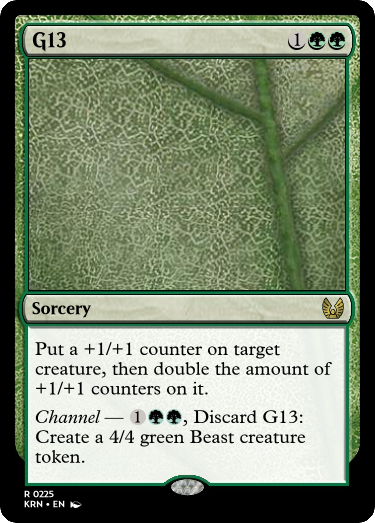 G13 1
Sorcery
Put a +1/+1 counter on target
creature, then double the amount of
+1/+1 counters on it.
Channel — 1, Discard G13:
Create a 4/4 green Beast creature
token.
R 0225
KRN • EN